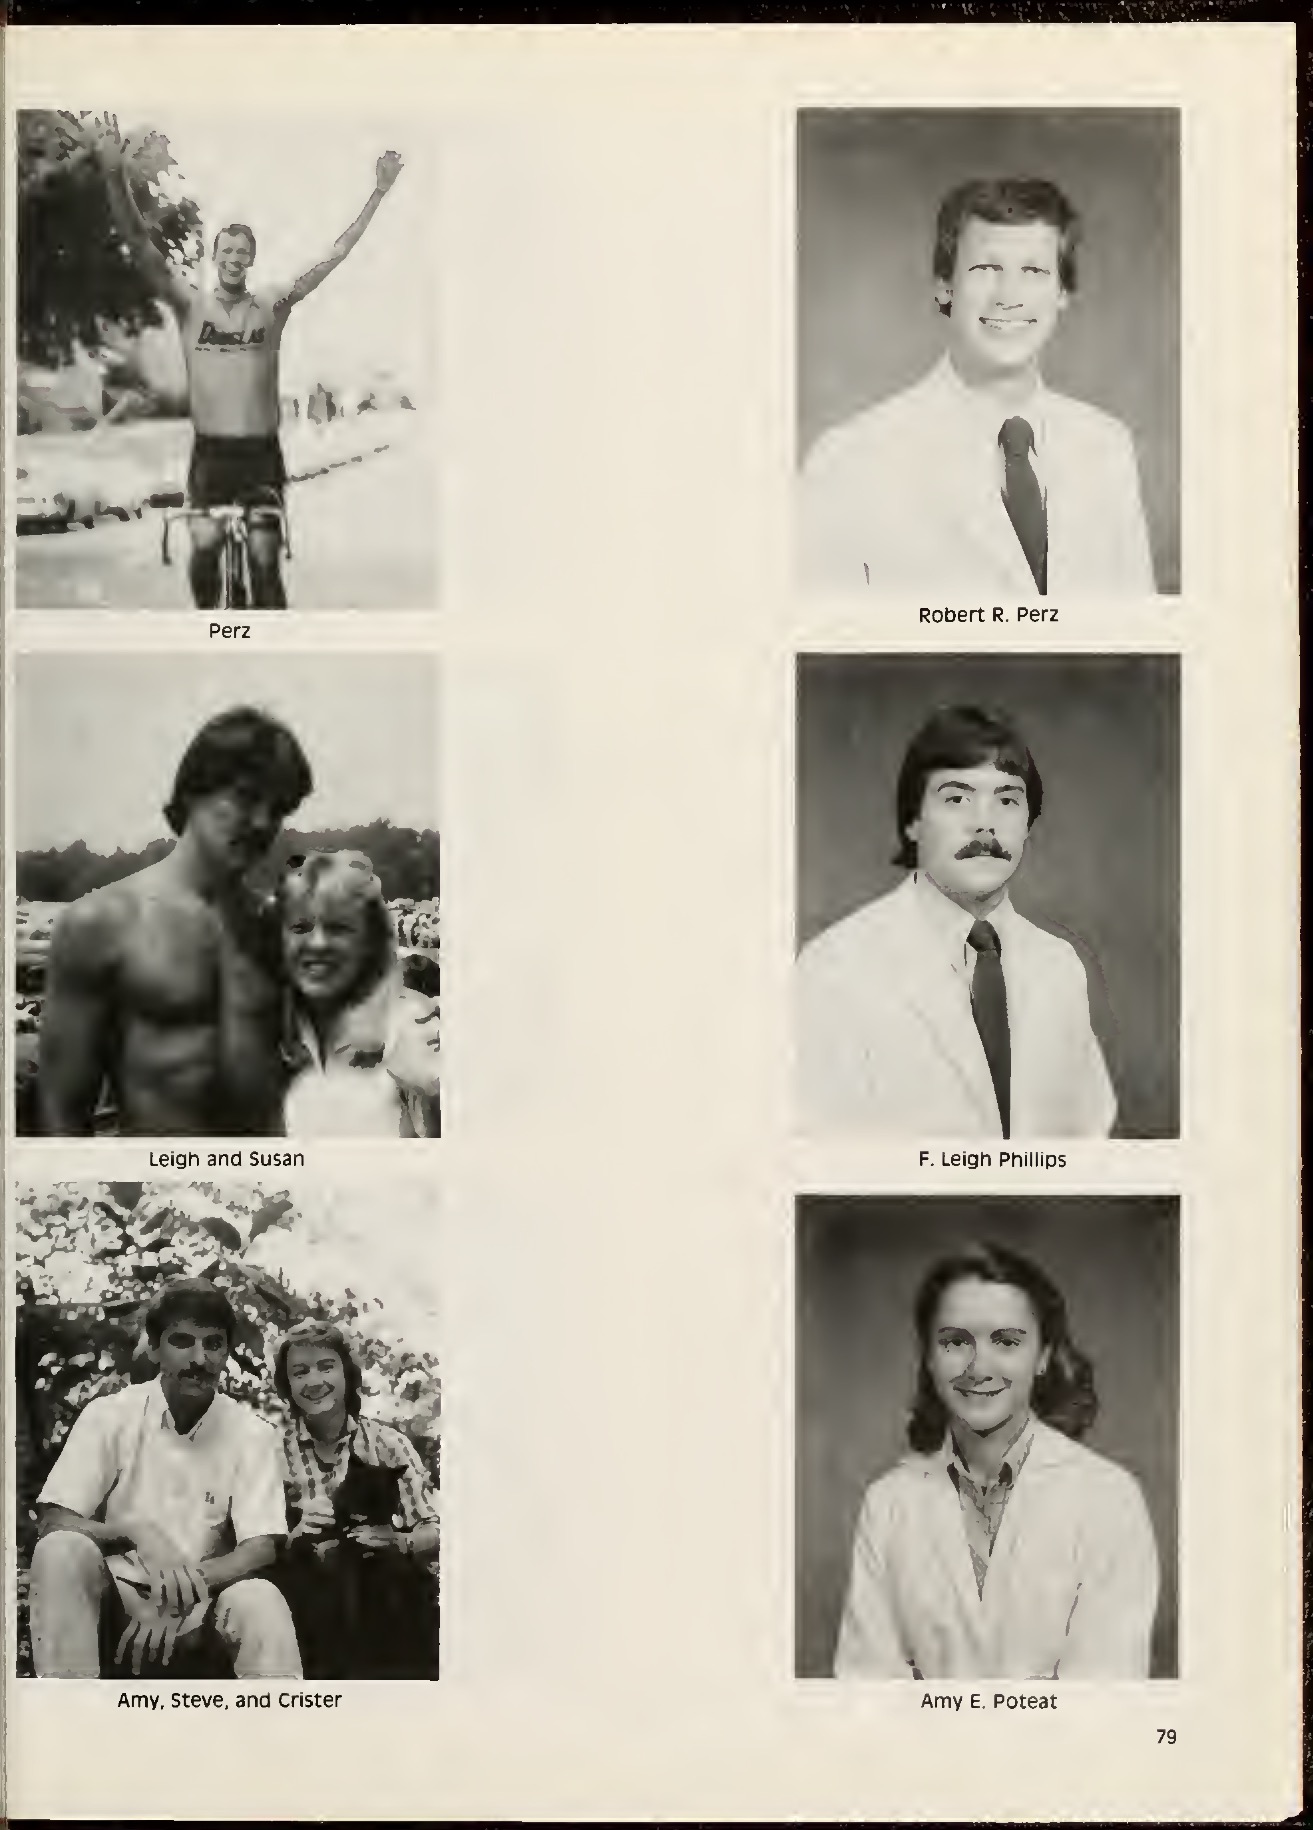 Perz
Robert R. Perz
Leigh and Susan
F. Leigh Phillips
Amy, Steve, and Crister
Amy E. Poteat
79